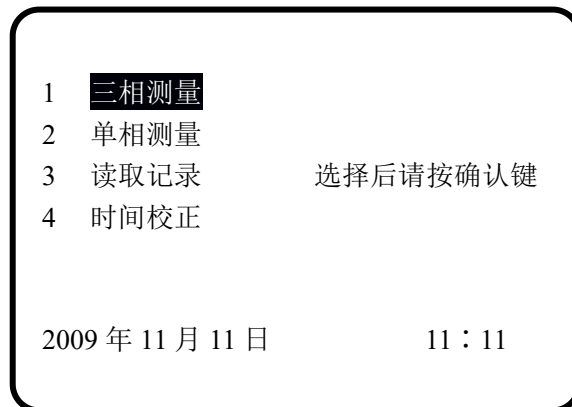 1 三相测量
2 单相测量
3 读取记录 选择后请按确认键
4 时间校正
2009 年 11 月 11 日 11：11